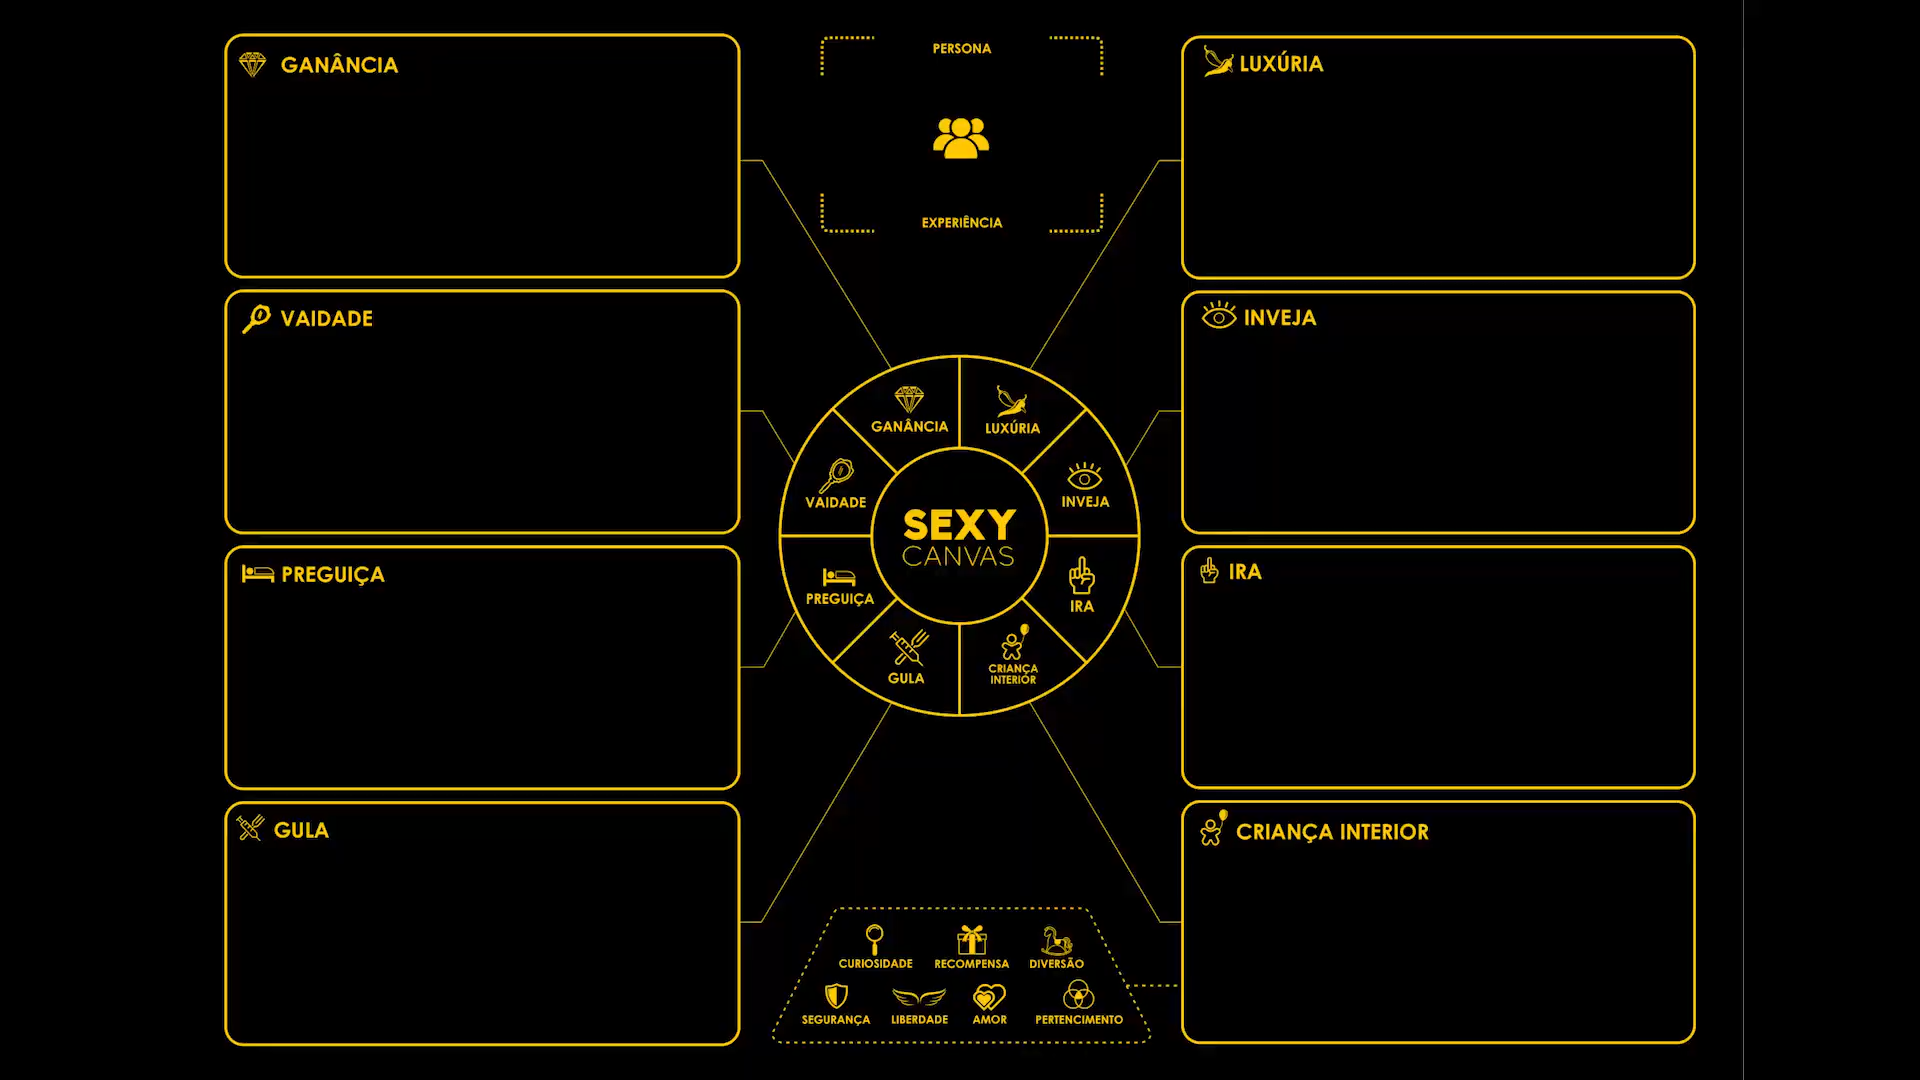 GANÂNCIA
VAIDADE
PREGUIÇA
GULA
PERSONA
EXPERIÊNCIA
GANÂNCIA
LUXÚRIA
VAIDADE
INVEJA
SEXY
CANVAS
PREGUIÇA
IRA
GULA
CRIANÇA
INTERIOR
CURIOSIDADE
RECOMPENSA
DIVERSÃO
SEGURANÇA
LIBERDADE
AMOR
PERTENCIMENTO
LUXÚRIA
INVEJA
IRA
CRIANÇA INTERIOR